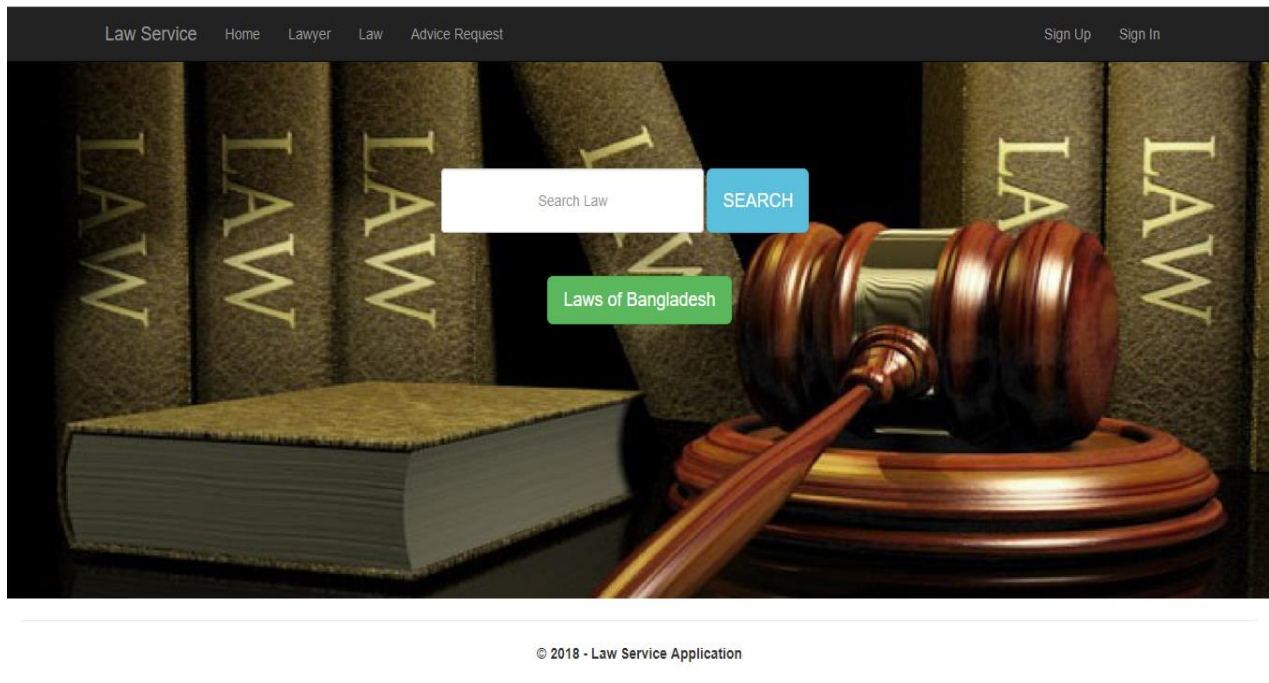 Law Service Home Lawyer Law Advice Request Sign Up Sign In
LAW
LAW
LAW
LAW
LAW
LAW
Search Law SEARCH
Laws of Bangladesh
© 2018 - Law Service Application